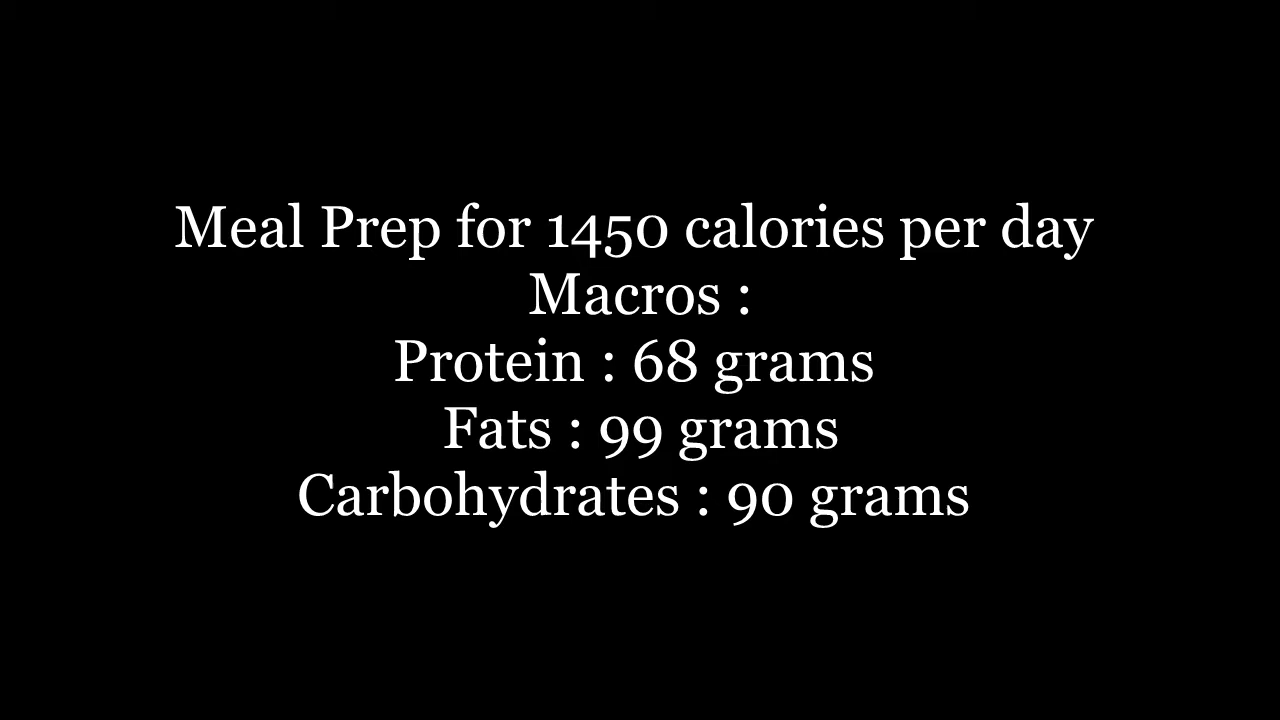 Meal Prep for 1450 calories per day
Macros :
Protein : 68 grams
Fats : 99 grams
Carbohydrates : 90 grams